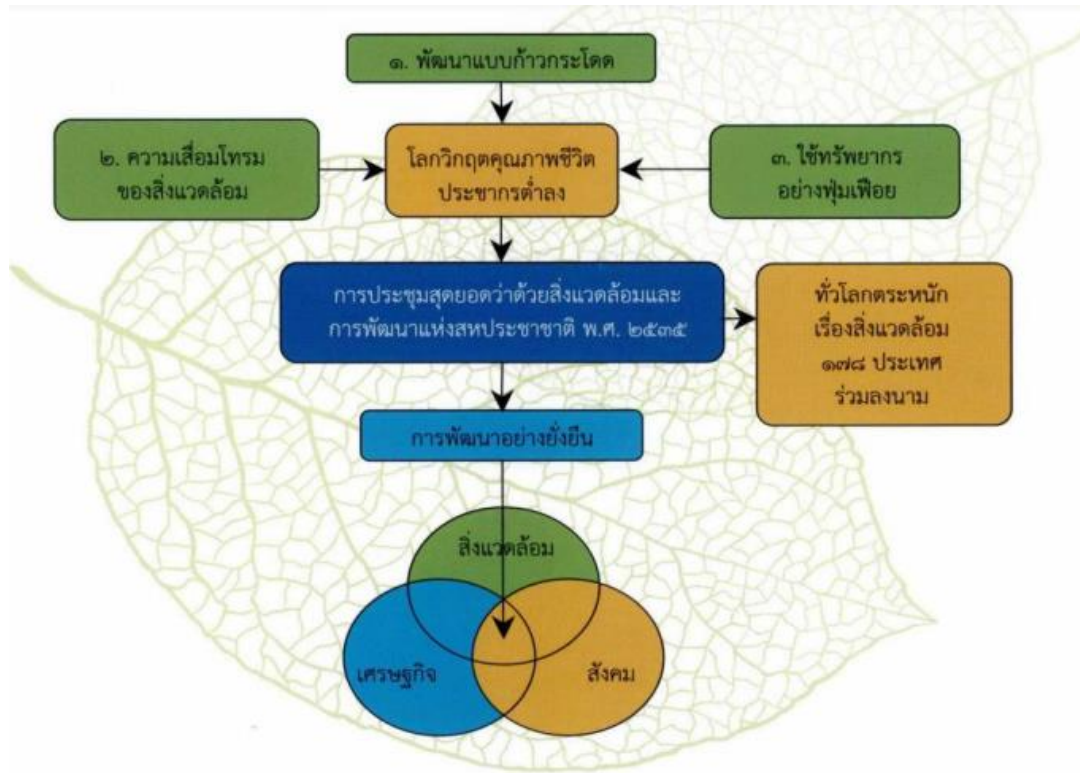 ๑. พัฒนาแบบก้าวกระโดด
๒. ความเสื่อมโทรม
ของสิ่งแวดล้อม
โลกวิกฤตคุณภาพชีวิต
ประชากรต่ำลง
๓. ใช้ทรัพยากร
อย่างฟุ่มเฟือย
การประชุมสุดยอดว่าด้วยสิ่งแวดล้อมและ
การพัฒนาแห่งสหประชาชาติ พ.ศ. ๒๕๓๕
ทั่วโลกตระหนัก
เรื่องสิ่งแวดล้อม
๑๗๘ ประเทศ
ร่วมลงนาม
การพัฒนาอย่างยั่งยืน
สิ่งแวดล้อม
เศรษฐกิจ
สังคม